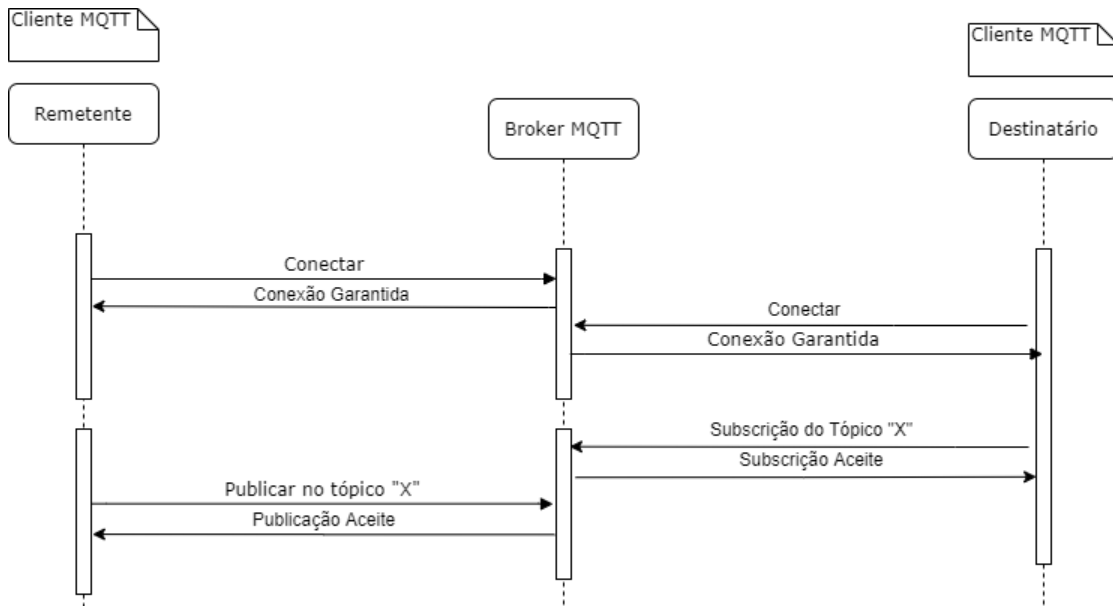 Cliente MQTT
Cliente MQTT
Remetente
Broker MQTT
Destinatário
Conectar
Conexão Garantida
Conectar
Conexão Garantida
Subscrição do Tópico "X"
Subscrição Aceite
Publicar no tópico "X"
Publicação Aceite